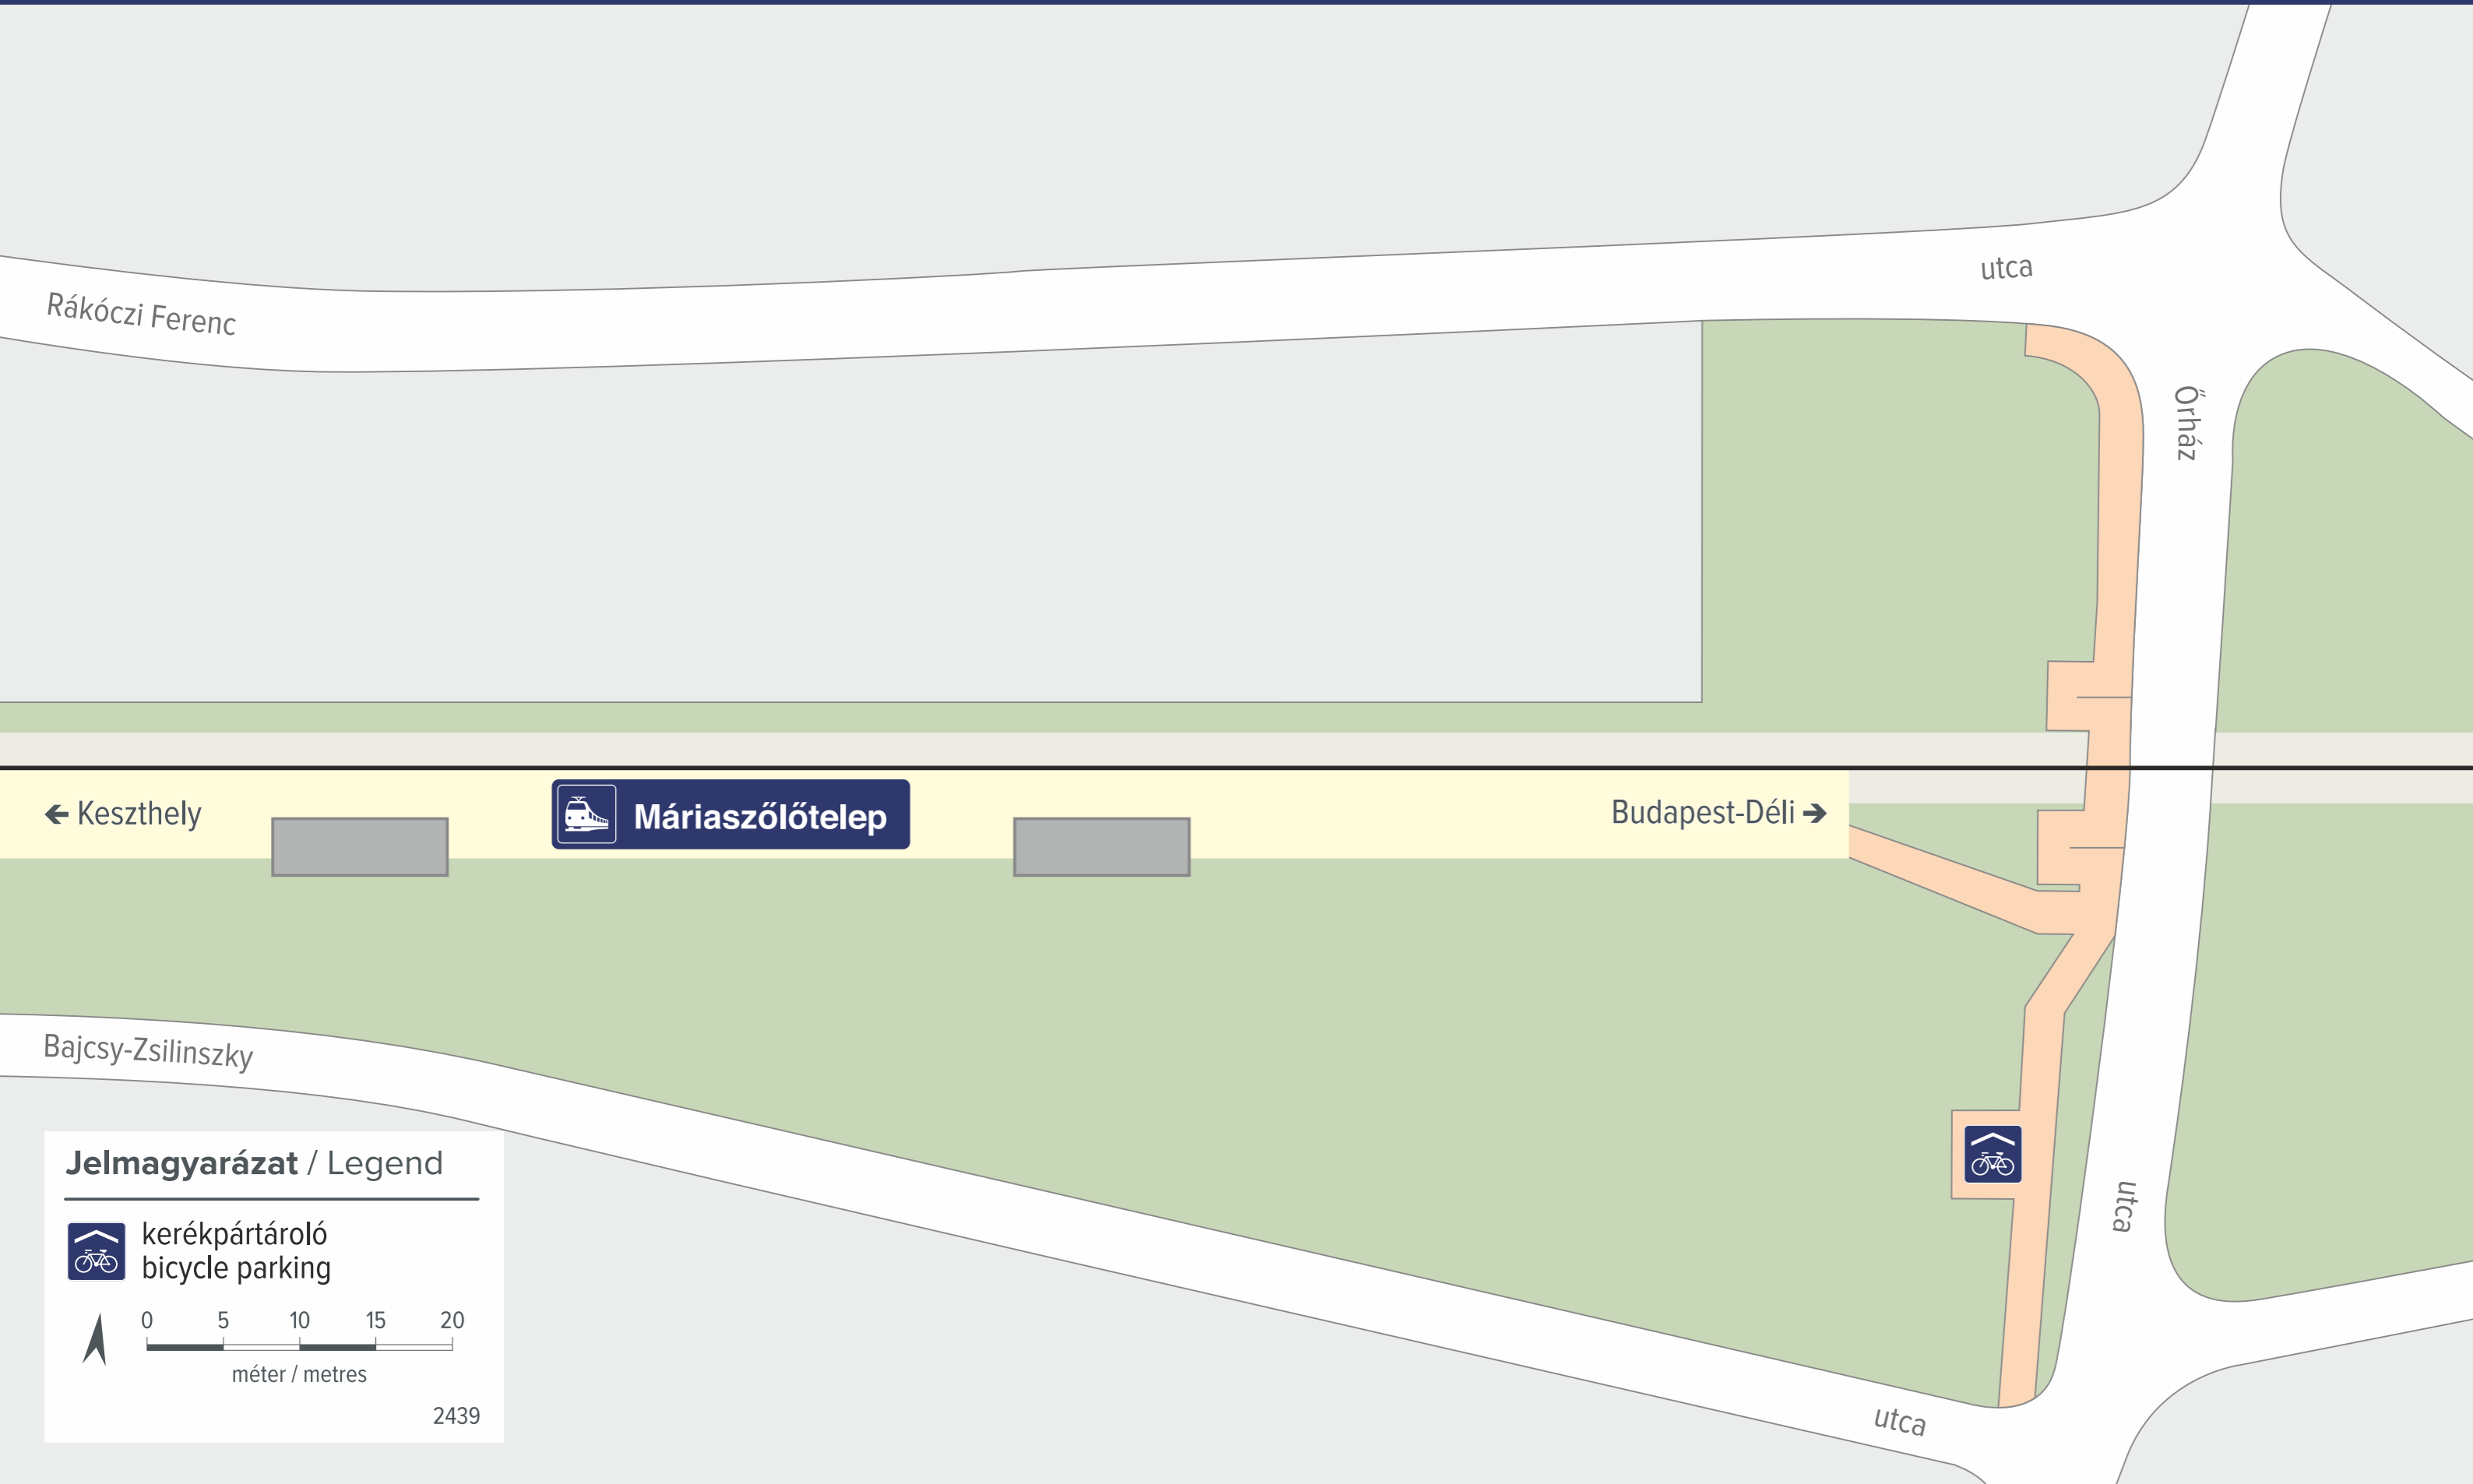 utca
Rákóczi Ferenc
Őrház
← Keszthely
Máriaszőlőtelep
Budapest-Déli →
Bajcsy-Zsilinszky
utca
utca
Jelmagyarázat / Legend
kerékpártároló
bicycle parking
0 5 10 15 20
méter / metres
2439